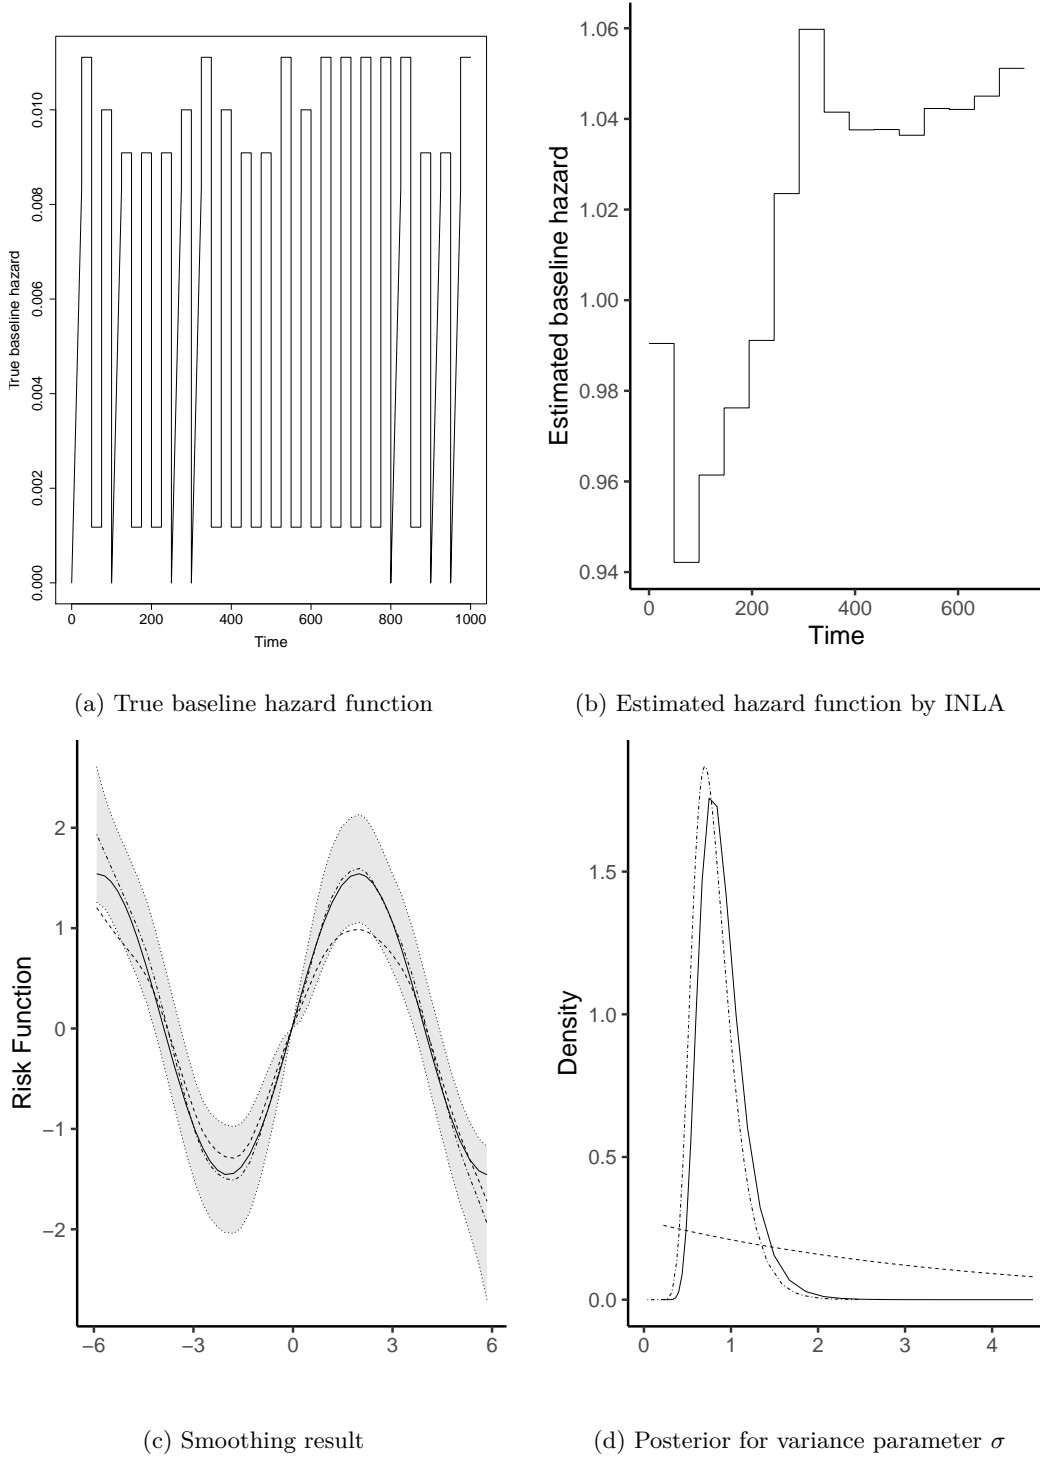 0.010
0.008
0.006
0.004
0.002
0.000
True baseline hazard
0 200 400 600 800 1000
Time
(a) True baseline hazard function
1.06
1.04
1.02
1.00
0.98
0.96
0.94
Estimated baseline hazard
0 200 400 600
Time
(b) Estimated hazard function by INLA
2
1
0
−1
−2
Risk Function
−6 −3 0 3 6
(c) Smoothing result
1.5
1.0
0.5
0.0
Density
0 1 2 3 4
(d) Posterior for variance parameter σ